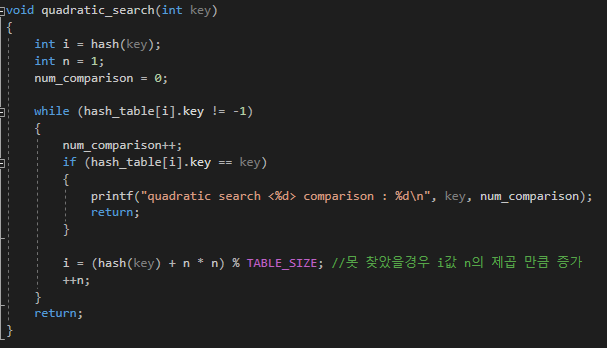 void quadratic_search(int key)
{
    int i = hash(key);
    int n = 1;
    num_comparison = 0;

    while (hash_table[i].key != -1)
    {
        num_comparison++;
        if (hash_table[i].key == key)
        {
            printf("quadratic search <%d> comparison : %d\n", key, num_comparison);
            return;
        }

        i = (hash(key) + n * n) % TABLE_SIZE; //못 찾았을경우 i값 n의 제곱 만큼 증가
        ++n;
    }
    return;
}